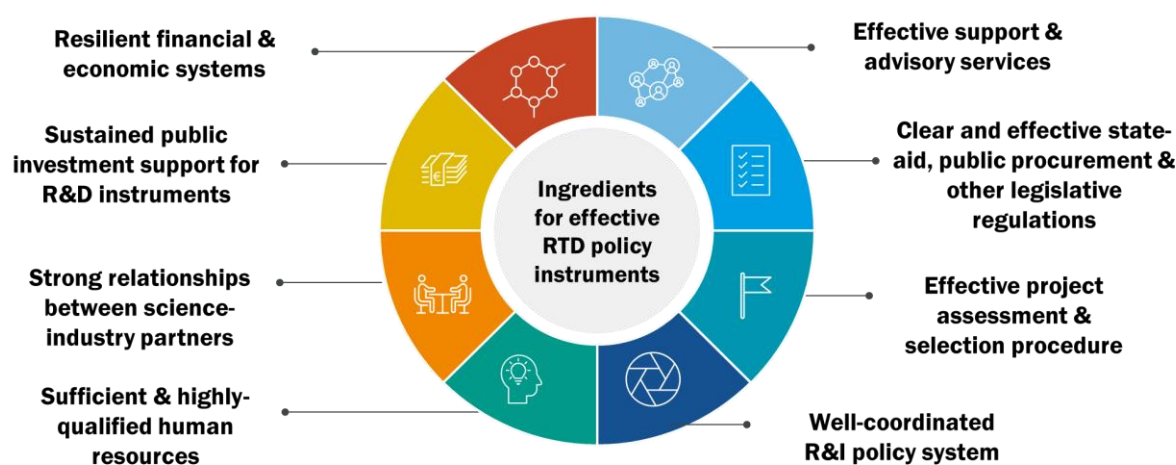 Resilient financial &
economic systems
Sustained public
investment support for
R&D instruments
Strong relationships
between science-
industry partners
Sufficient & highly-
qualified human
resources
Ingredients
for effective
RTD policy
instruments
Effective support &
advisory services
Clear and effective state-
aid, public procurement &
other legislative
regulations
Effective project
assessment &
selection procedure
Well-coordinated
R&I policy system